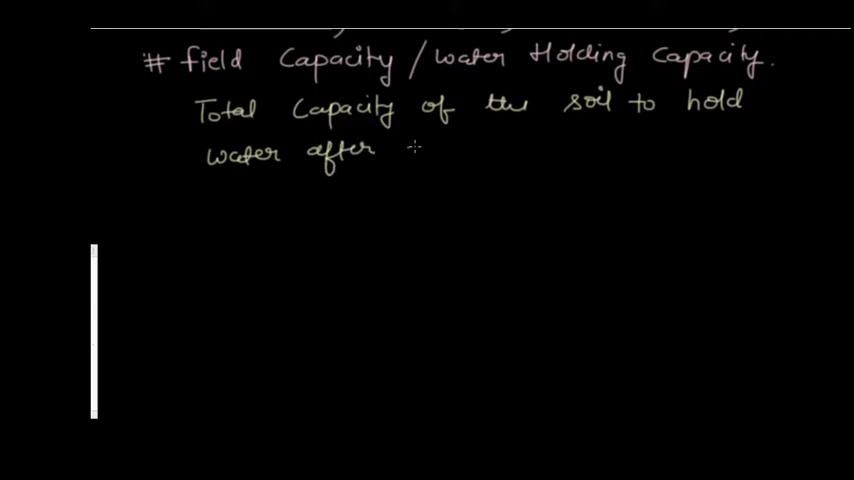 # Field Capacity / Water Holding Capacity.
Total Capacity of the soil to hold
water after